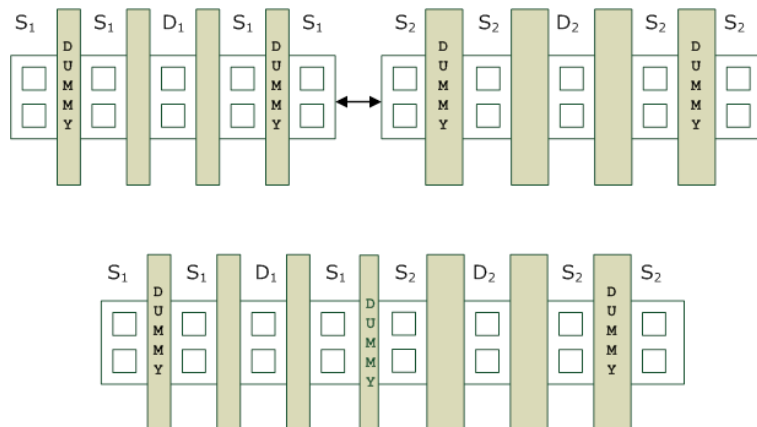 S₁ S₁ D₁ S₁ S₁ S₂ S₂ D₂ S₂ S₂
DUMMY DUMMY DUMMY DUMMY
S₁ S₁ D₁ S₁ S₂ D₂ S₂ S₂
DUMMY DUMMY DUMMY